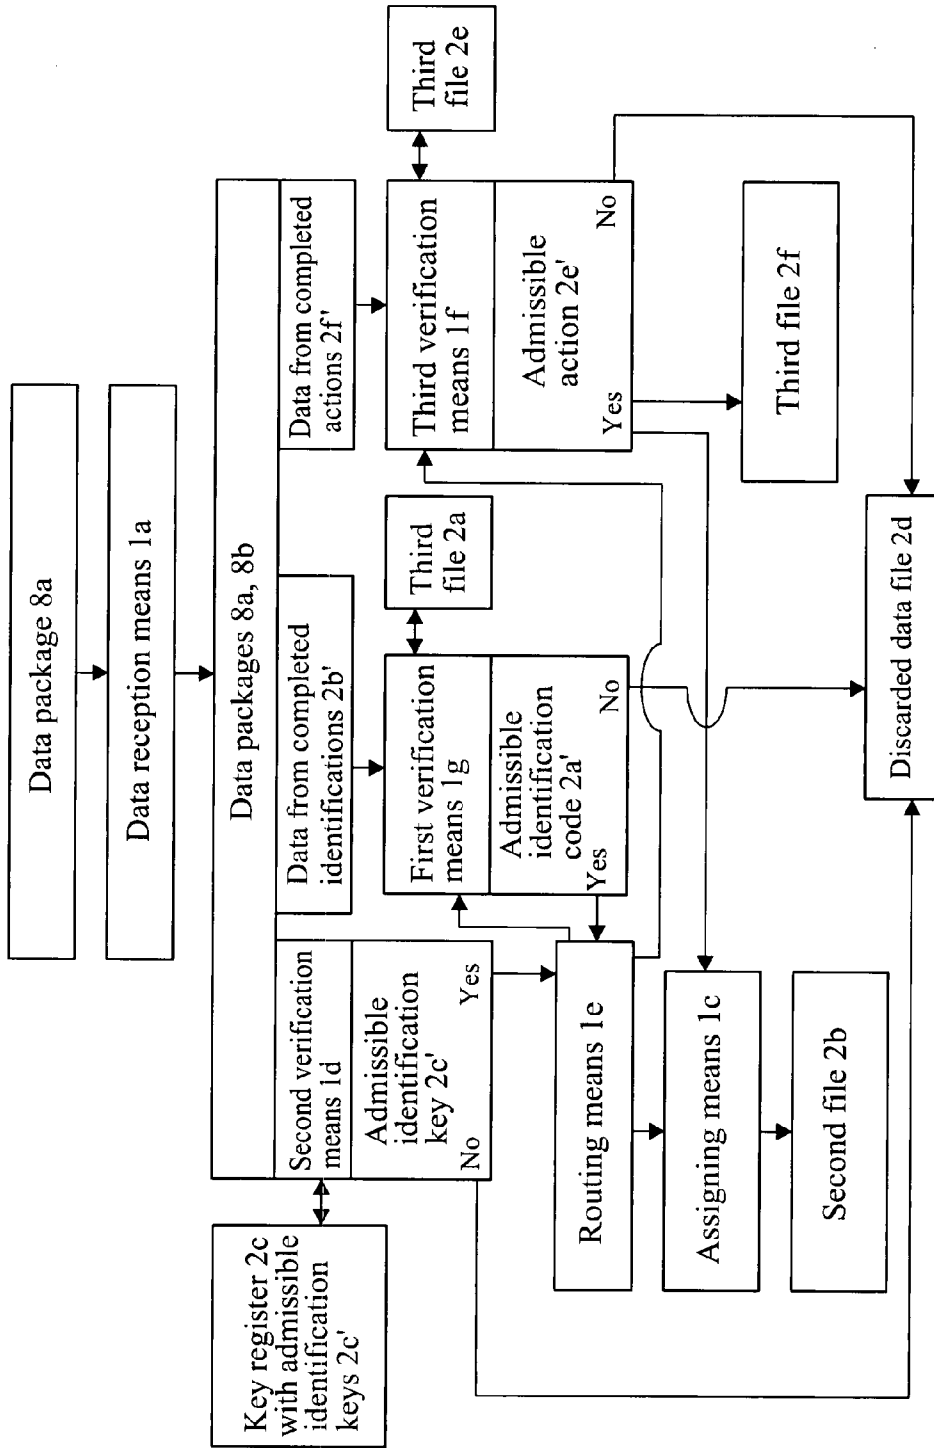 Data package 8a
Data reception means 1a
Data packages 8a, 8b
Key register 2c
with admissible
identification
keys 2c'
Second verification
means 1d
Admissible
identification
key 2c'
No
Yes
Data from completed
identifications 2b'
First verification
means 1g
Admissible
identification
code 2a'
Yes
No
Third
file 2a
Data from completed
actions 2f'
Third verification
means 1f
Admissible
action 2e'
Yes
No
Third
file 2e
Routing means 1e
Assigning means 1c
Second file 2b
Third file 2f
Discarded data file 2d